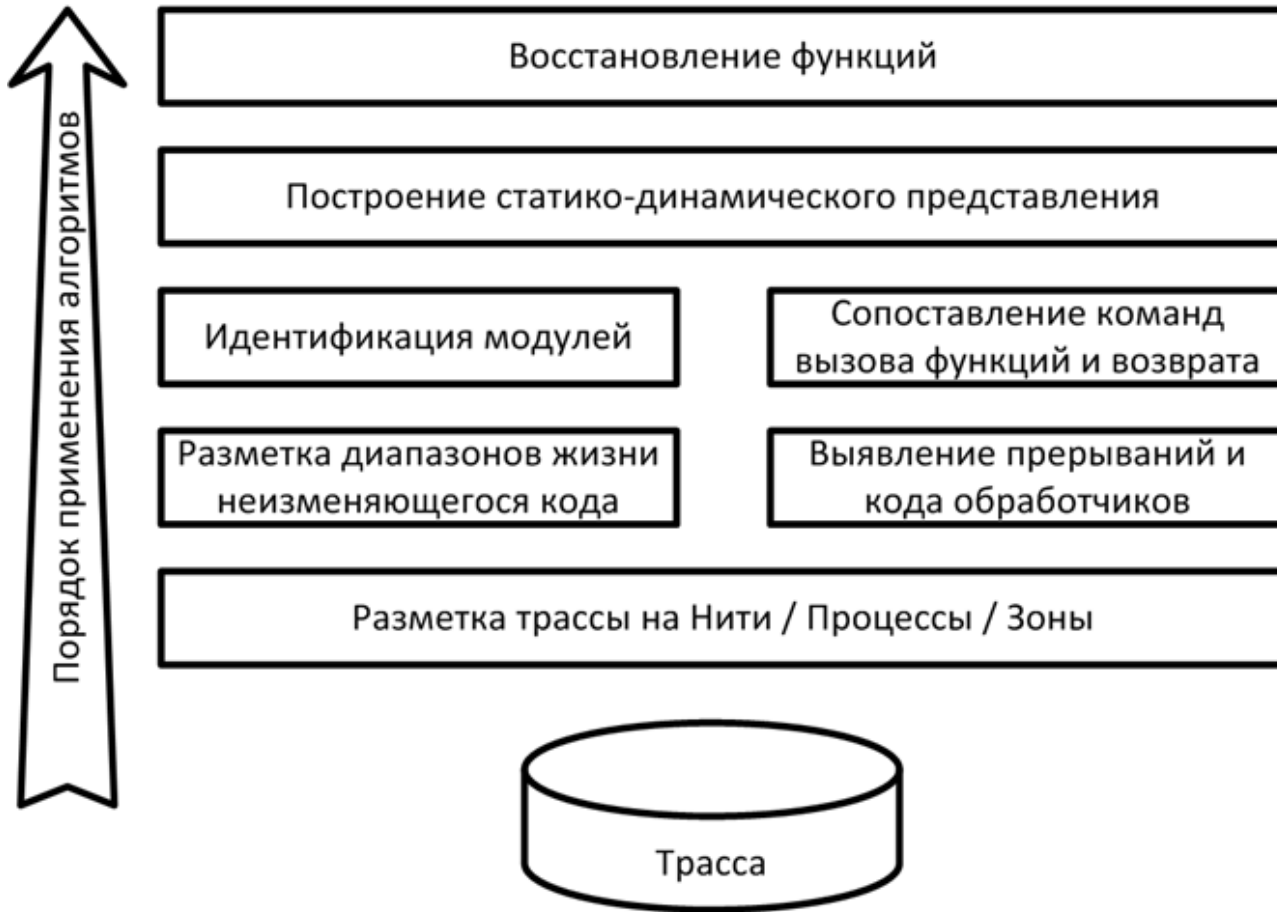 Порядок применения алгоритмов
Восстановление функций
Построение статико-динамического представления
Идентификация модулей
Сопоставление команд
вызова функций и возврата
Разметка диапазонов жизни
неизменяющегося кода
Выявление прерываний и
кода обработчиков
Разметка трассы на Нити / Процессы / Зоны
Трасса